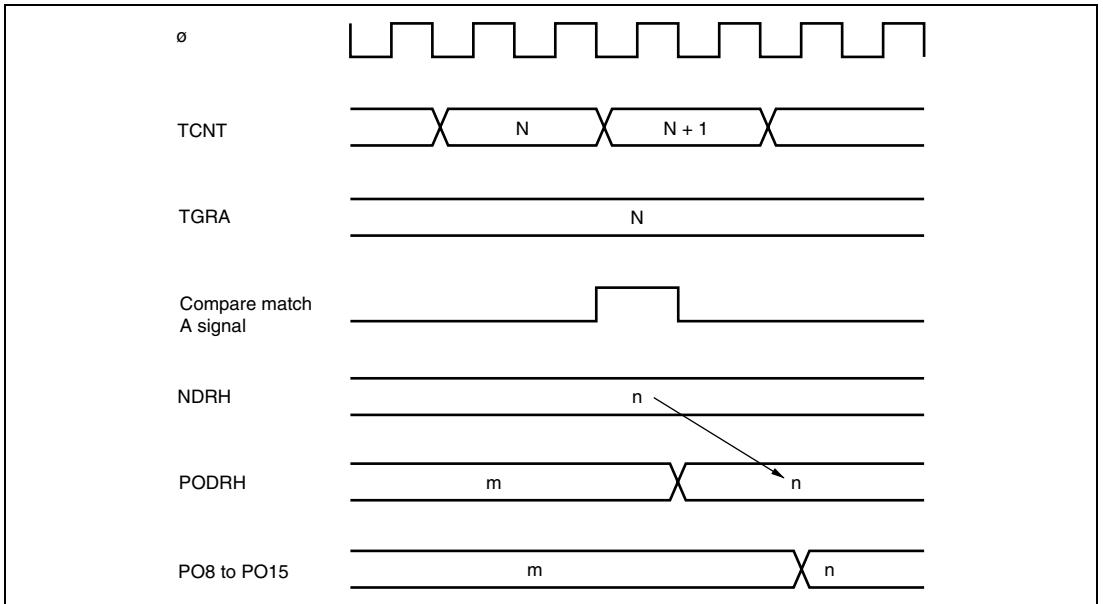 ø
TCNT N N + 1
TGRA N
Compare match
A signal
NDRH n
PODRH m n
PO8 to PO15 m n